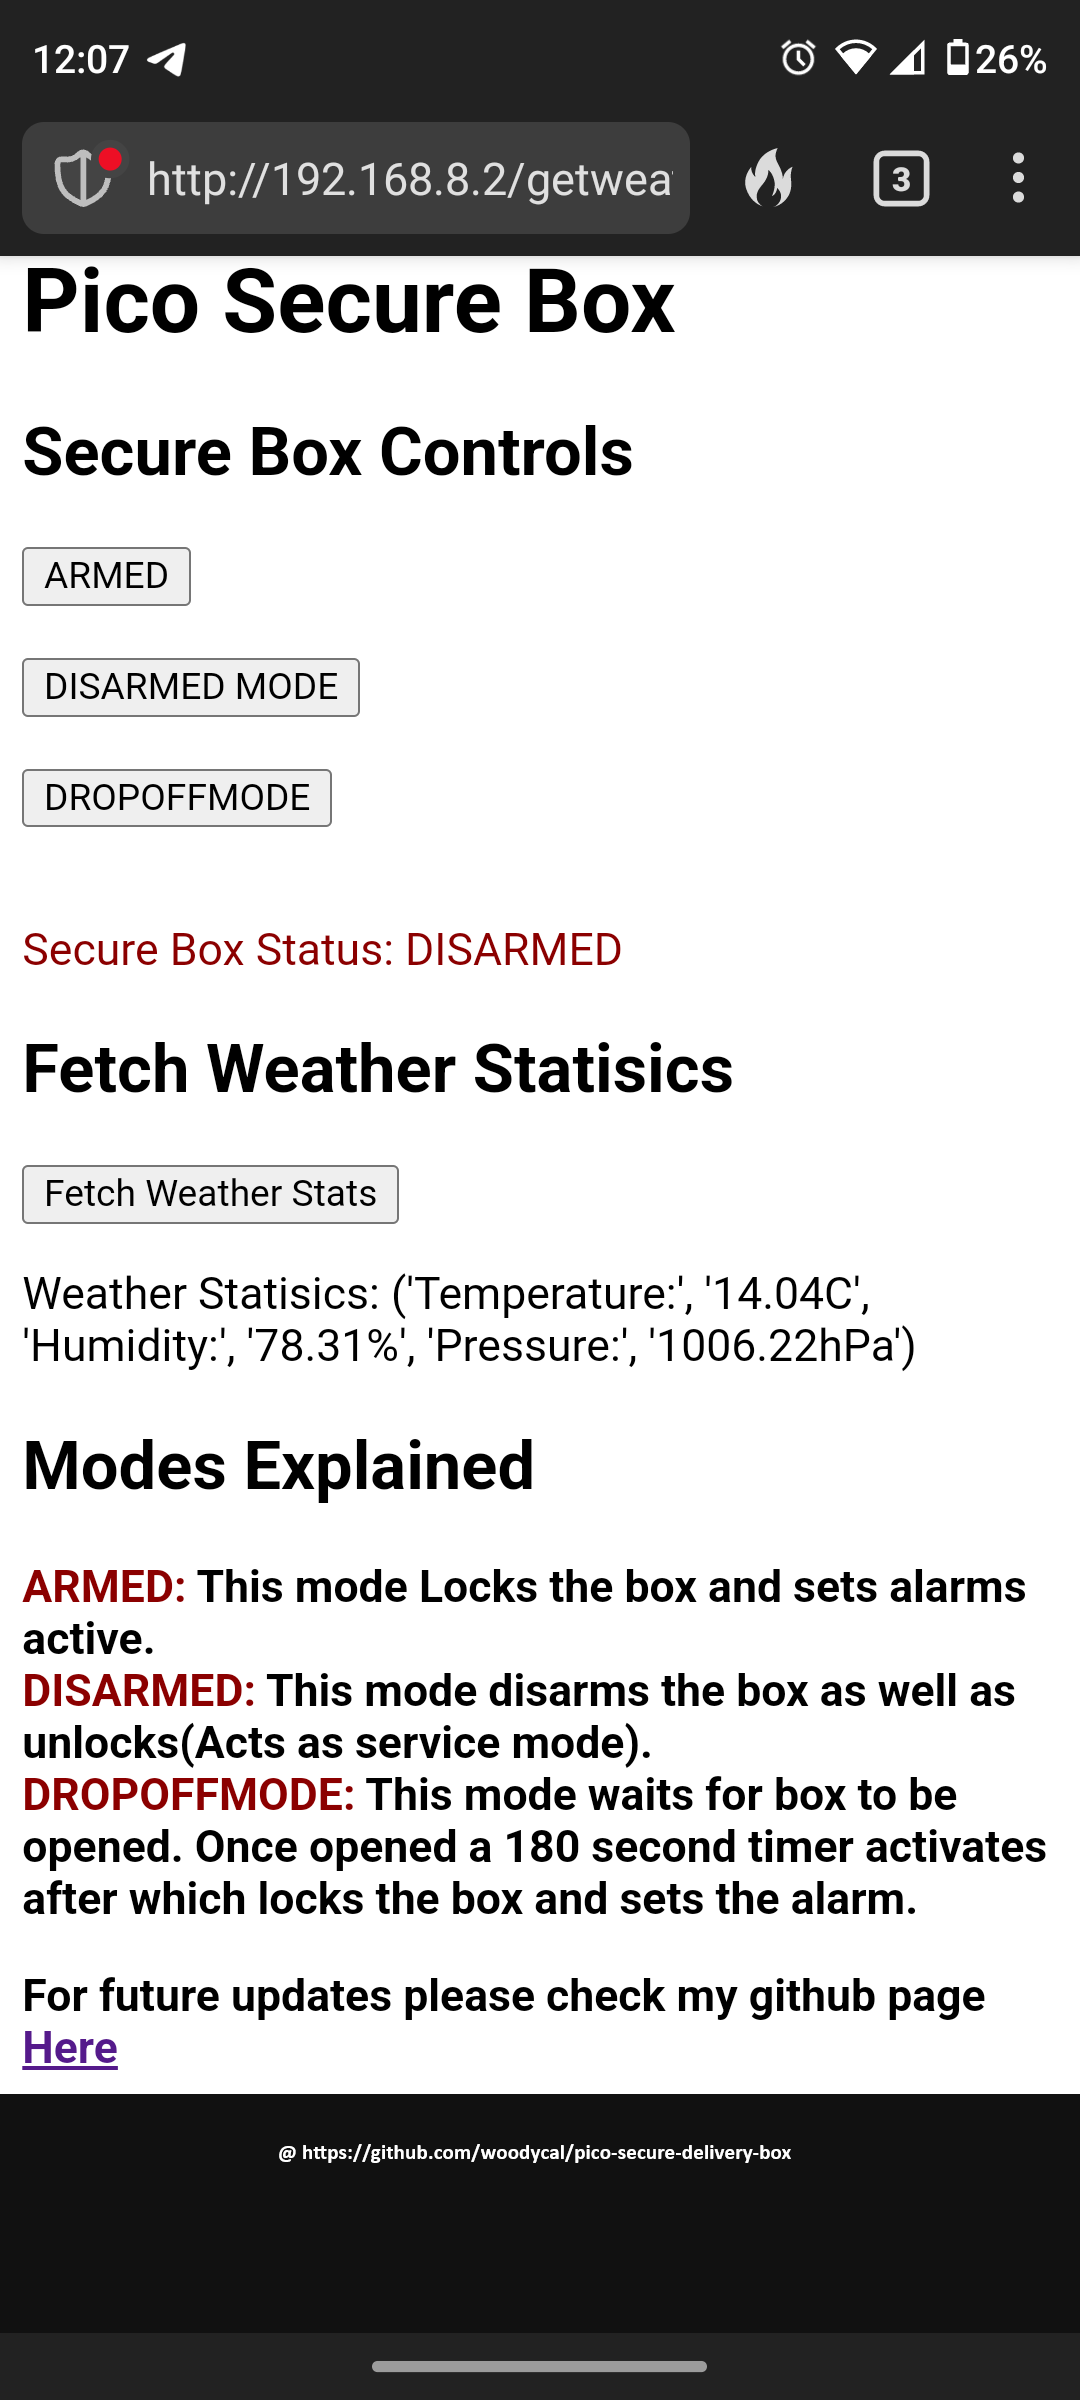 12:07
26%
http://192.168.8.2/getwea
3
Pico Secure Box
Secure Box Controls
ARMED
DISARMED MODE
DROPOFFMODE
Secure Box Status: DISARMED
Fetch Weather Statisics
Fetch Weather Stats
Weather Statisics: ('Temperature:', '14.04C',
'Humidity:', '78.31%', 'Pressure:', '1006.22hPa')
Modes Explained
ARMED: This mode Locks the box and sets alarms
active.
DISARMED: This mode disarms the box as well as
unlocks(Acts as service mode).
DROPOFFMODE: This mode waits for box to be
opened. Once opened a 180 second timer activates
after which locks the box and sets the alarm.
For future updates please check my github page
Here
@ https://github.com/woodycal/pico-secure-delivery-box